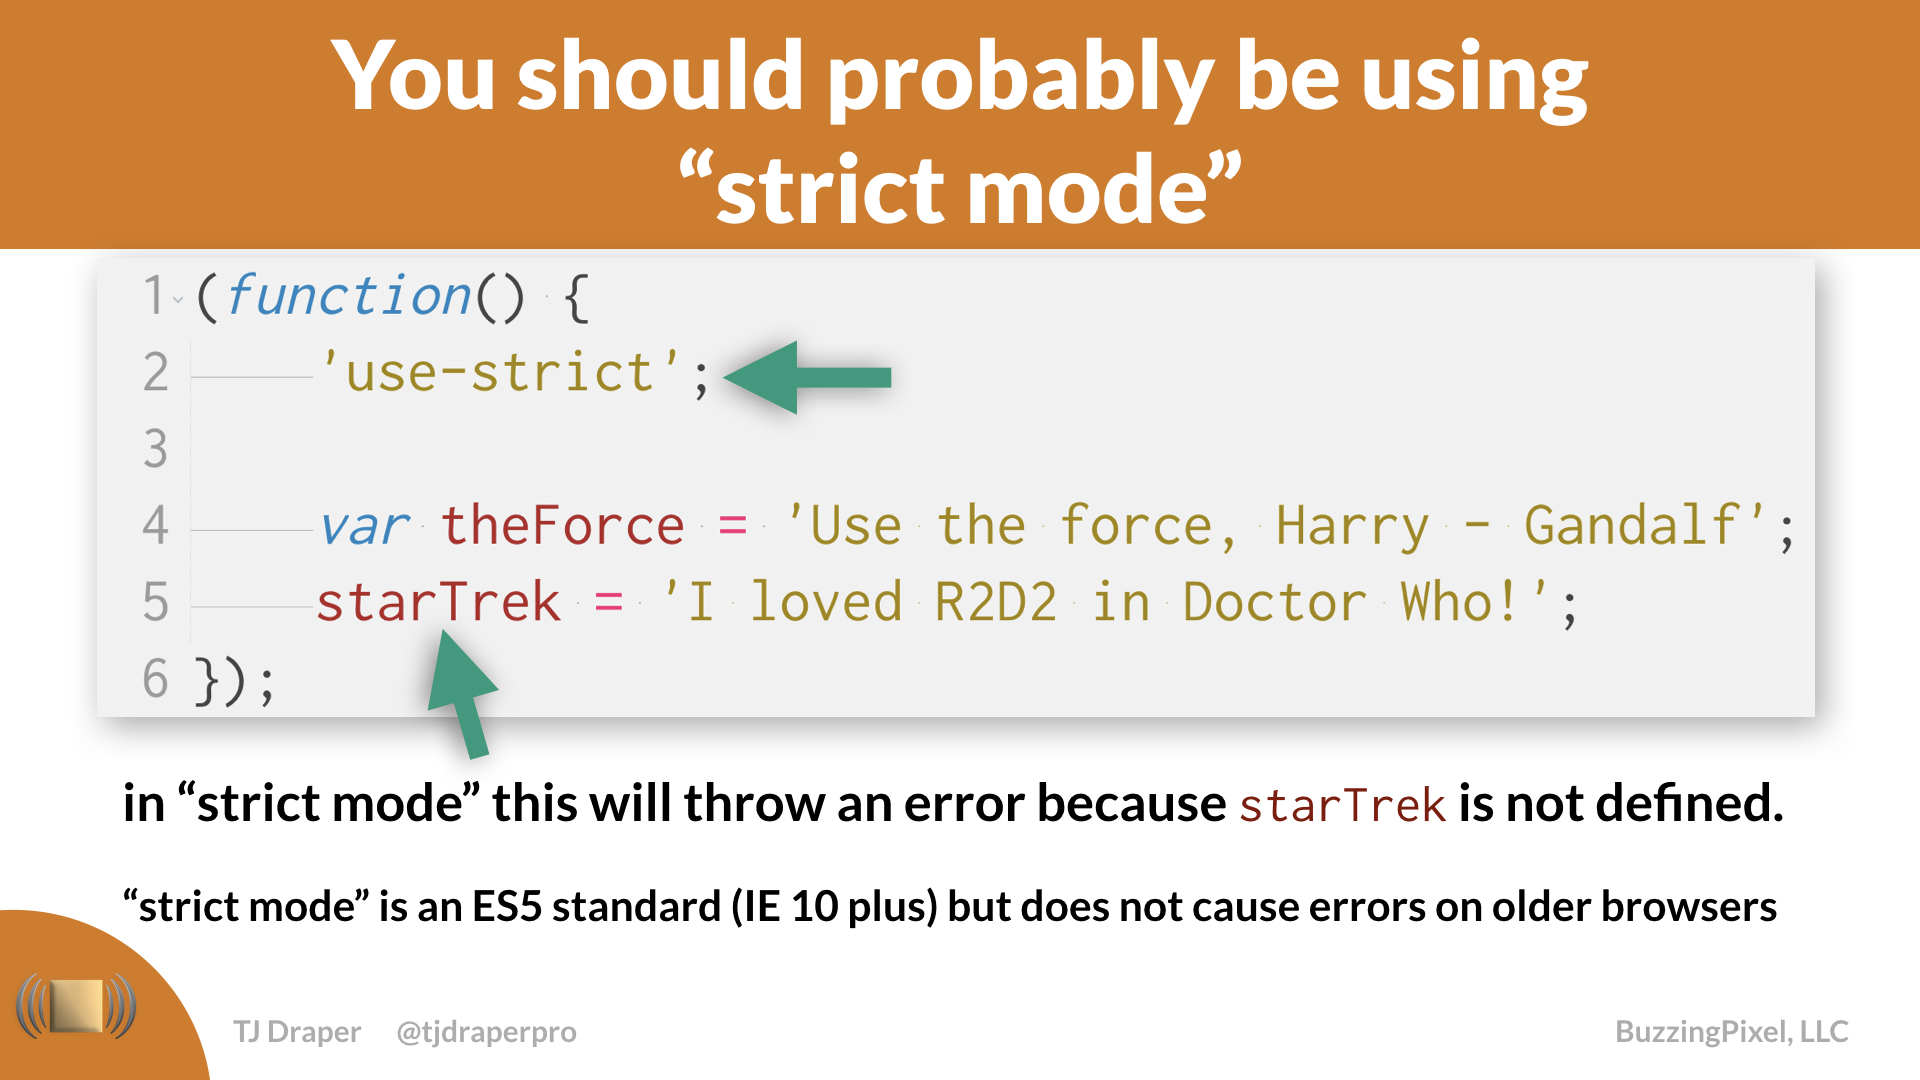 You should probably be using
“strict mode”
1 (function() {
2 'use-strict';
3
4 var theForce = 'Use the force, Harry - Gandalf';
5 starTrek = 'I loved R2D2 in Doctor Who!';
6 });
in “strict mode” this will throw an error because starTrek is not defined.
“strict mode” is an ES5 standard (IE 10 plus) but does not cause errors on older browsers
TJ Draper @tjdraperpro BuzzingPixel, LLC